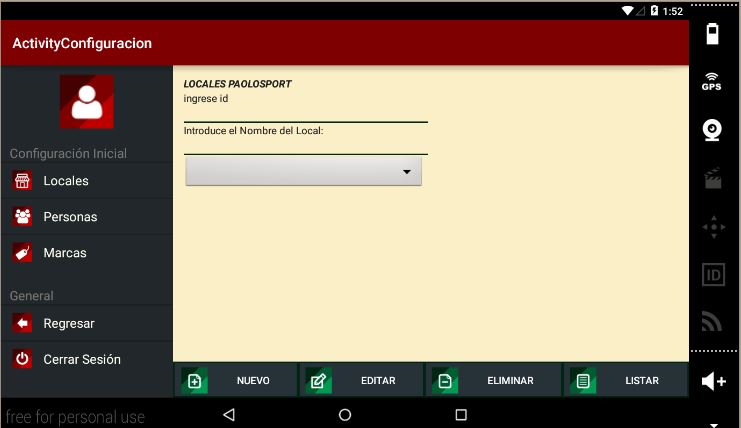 1:52
ActivityConfiguracion
GPS
LOCALES PAOLOSPORT
ingrese id
Introduce el Nombre del Local:
Configuración Inicial
Locales
Personas
Marcas
General
Regresar
Cerrar Sesión
ID
NUEVO
EDITAR
ELIMINAR
LISTAR
free for personal use